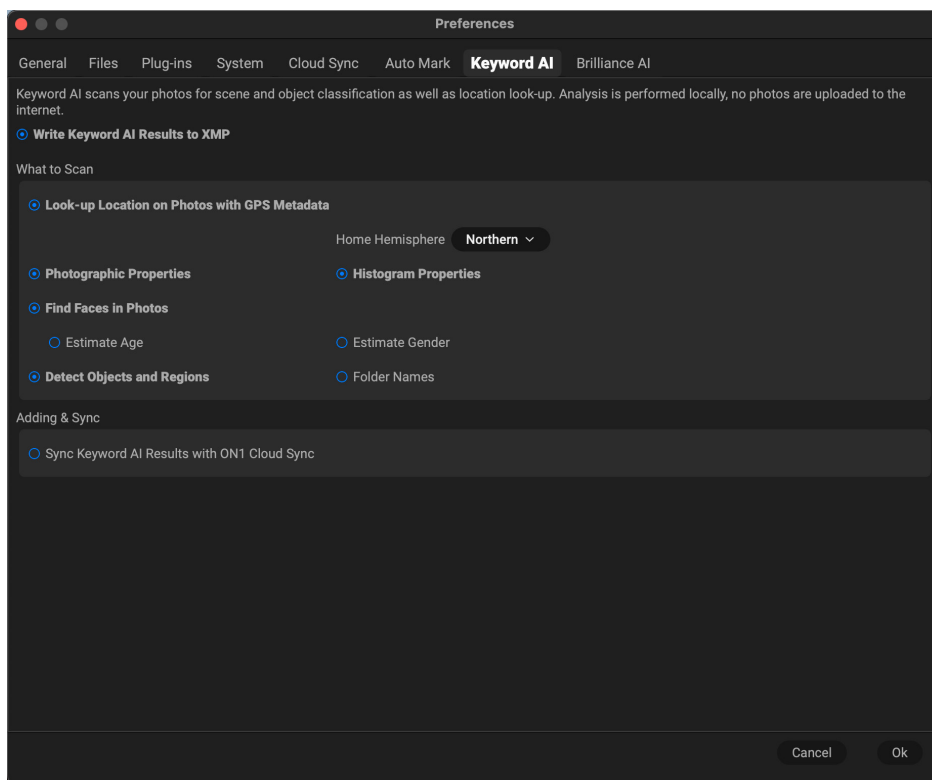 Preferences
General Files Plug-ins System Cloud Sync Auto Mark Keyword AI Brilliance AI
Keyword AI scans your photos for scene and object classification as well as location look-up. Analysis is performed locally, no photos are uploaded to the
internet.
Write Keyword AI Results to XMP
What to Scan
Look-up Location on Photos with GPS Metadata
Home Hemisphere Northern
Photographic Properties Histogram Properties
Find Faces in Photos
Estimate Age Estimate Gender
Detect Objects and Regions Folder Names
Adding & Sync
Sync Keyword AI Results with ON1 Cloud Sync
Cancel Ok